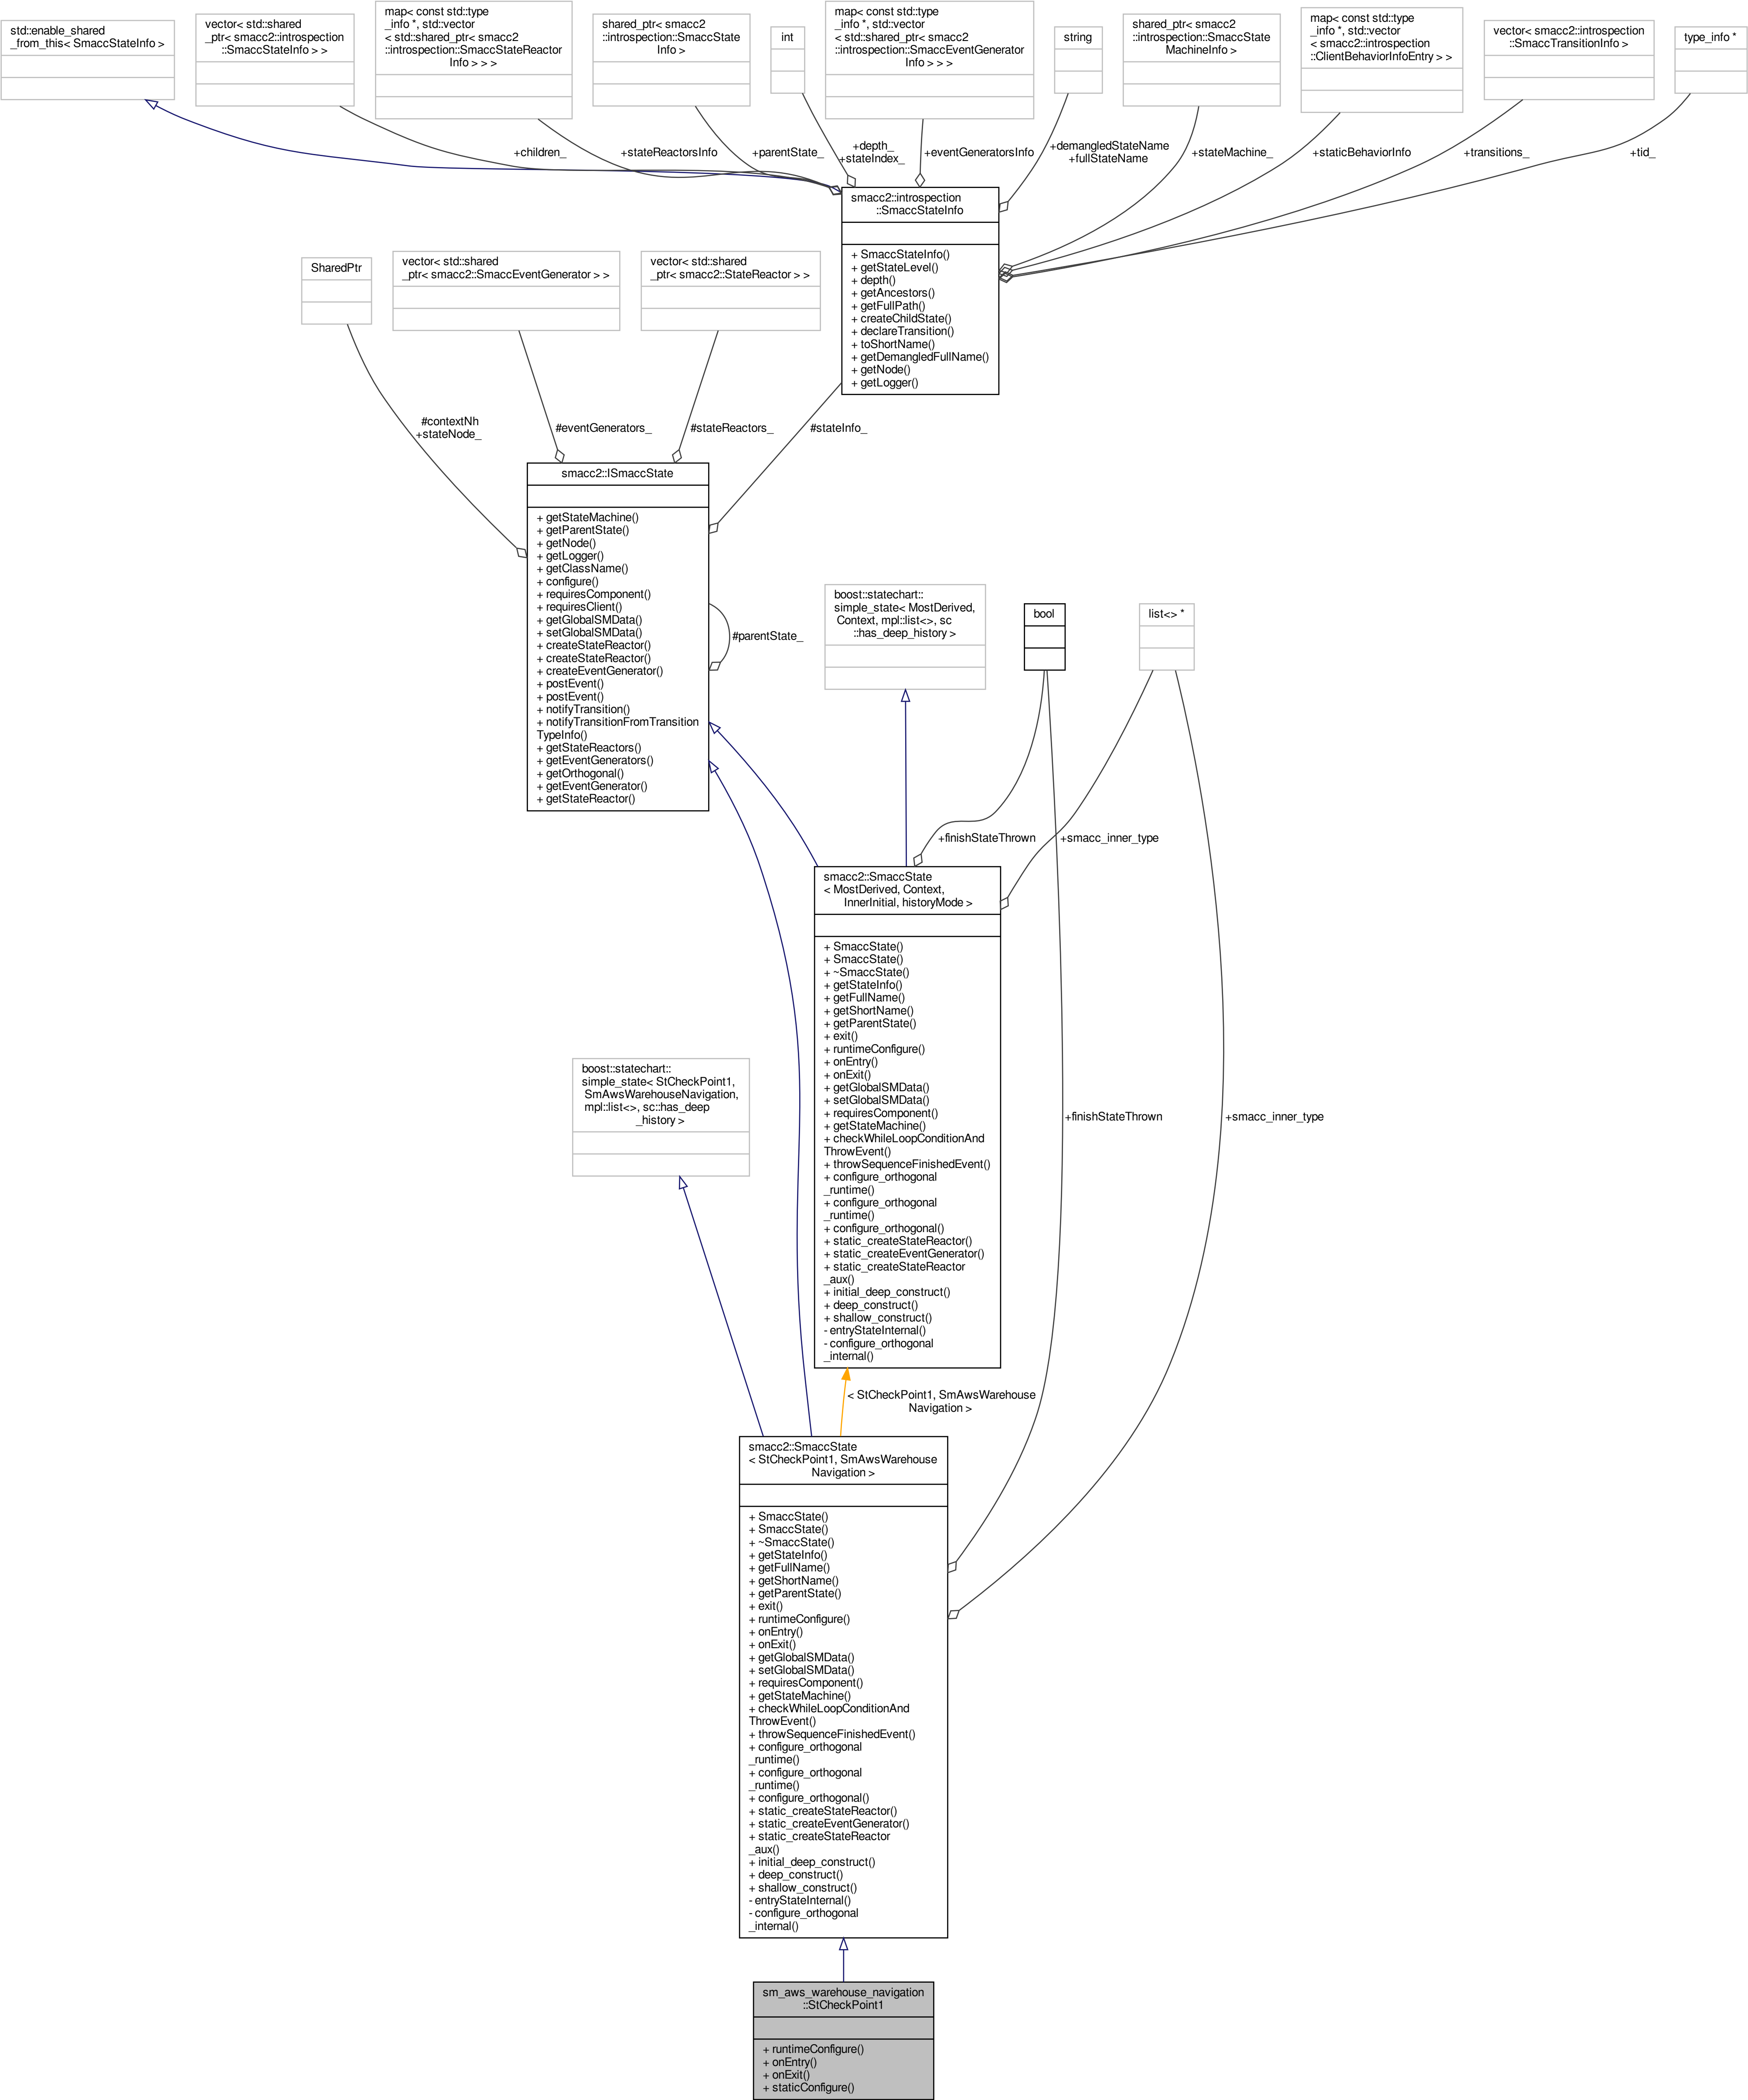 std::enable_shared
_from_this< SmaccStateInfo >
vector< std::shared
_ptr< smacc2::introspection
::SmaccStateInfo > >
map< const std::type
_info *, std::vector
< std::shared_ptr< smacc2
::introspection::SmaccStateReactor
Info > > >
shared_ptr< smacc2
::introspection::SmaccState
Info >
int
map< const std::type
_info *, std::vector
< std::shared_ptr< smacc2
::introspection::SmaccEventGenerator
Info > > >
string
shared_ptr< smacc2
::introspection::SmaccState
MachineInfo >
map< const std::type
_info *, std::vector
< smacc2::introspection
::ClientBehaviorInfoEntry > >
vector< smacc2::introspection
::SmaccTransitionInfo >
type_info *
+children_
+stateReactorsInfo
+parentState_
+depth_
+stateIndex_
+eventGeneratorsInfo
+demangledStateName
+fullStateName
+stateMachine_
+staticBehaviorInfo
+transitions_
+tid_
smacc2::introspection
::SmaccStateInfo
+ SmaccStateInfo()
+ getStateLevel()
+ depth()
+ getAncestors()
+ getFullPath()
+ createChildState()
+ declareTransition()
+ toShortName()
+ getDemangledFullName()
+ getNode()
+ getLogger()
SharedPtr
vector< std::shared
_ptr< smacc2::SmaccEventGenerator > >
vector< std::shared
_ptr< smacc2::StateReactor > >
#contextNh
+stateNode_
#eventGenerators_
#stateReactors_
#stateInfo_
smacc2::ISmaccState
+ getStateMachine()
+ getParentState()
+ getNode()
+ getLogger()
+ getClassName()
+ configure()
+ requiresComponent()
+ requiresClient()
+ getGlobalSMData()
+ setGlobalSMData()
+ createStateReactor()
+ createStateReactor()
+ createEventGenerator()
+ postEvent()
+ postEvent()
+ notifyTransition()
+ notifyTransitionFromTransition
TypeInfo()
+ getStateReactors()
+ getEventGenerators()
+ getOrthogonal()
+ getEventGenerator()
+ getStateReactor()
#parentState_
boost::statechart::
simple_state< MostDerived,
Context, mpl::list<>, sc
::has_deep_history >
bool
list<> *
+finishStateThrown
+smacc_inner_type
smacc2::SmaccState
< MostDerived, Context,
InnerInitial, historyMode >
+ SmaccState()
+ SmaccState()
+ ~SmaccState()
+ getStateInfo()
+ getFullName()
+ getShortName()
+ getParentState()
+ exit()
+ runtimeConfigure()
+ onEntry()
+ onExit()
+ getGlobalSMData()
+ setGlobalSMData()
+ requiresComponent()
+ getStateMachine()
+ checkWhileLoopConditionAnd
ThrowEvent()
+ throwSequenceFinishedEvent()
+ configure_orthogonal
_runtime()
+ configure_orthogonal
_runtime()
+ configure_orthogonal()
+ static_createStateReactor()
+ static_createEventGenerator()
+ static_createStateReactor
_aux()
+ initial_deep_construct()
+ deep_construct()
+ shallow_construct()
- entryStateInternal()
- configure_orthogonal
_internal()
boost::statechart::
simple_state< StCheckPoint1,
SmAwsWarehouseNavigation,
mpl::list<>, sc::has_deep
_history >
+finishStateThrown
+smacc_inner_type
< StCheckPoint1, SmAwsWarehouse
Navigation >
smacc2::SmaccState
< StCheckPoint1, SmAwsWarehouse
Navigation >
+ SmaccState()
+ SmaccState()
+ ~SmaccState()
+ getStateInfo()
+ getFullName()
+ getShortName()
+ getParentState()
+ exit()
+ runtimeConfigure()
+ onEntry()
+ onExit()
+ getGlobalSMData()
+ setGlobalSMData()
+ requiresComponent()
+ getStateMachine()
+ checkWhileLoopConditionAnd
ThrowEvent()
+ throwSequenceFinishedEvent()
+ configure_orthogonal
_runtime()
+ configure_orthogonal
_runtime()
+ configure_orthogonal()
+ static_createStateReactor()
+ static_createEventGenerator()
+ static_createStateReactor
_aux()
+ initial_deep_construct()
+ deep_construct()
+ shallow_construct()
- entryStateInternal()
- configure_orthogonal
_internal()
sm_aws_warehouse_navigation
::StCheckPoint1
+ runtimeConfigure()
+ onEntry()
+ onExit()
+ staticConfigure()